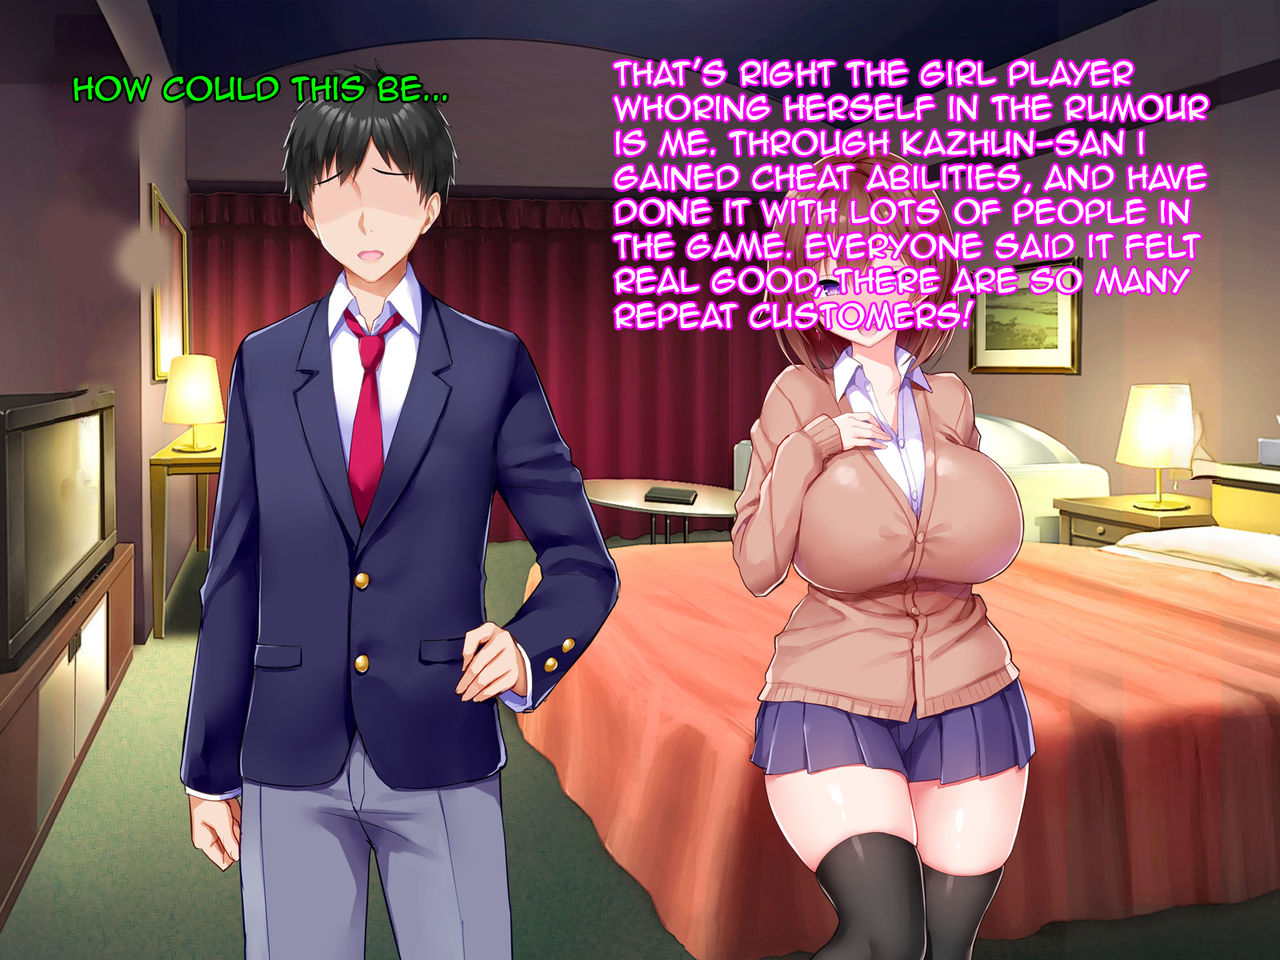 HOW COULD THIS BE...
THAT'S RIGHT THE GIRL PLAYER
WHORING HERSELF IN THE RUMOUR
IS ME. THROUGH KAZHUN-SAN I
GAINED CHEAT ABILITIES, AND HAVE
DONE IT WITH LOTS OF PEOPLE IN
THE GAME. EVERYONE SAID IT FELT
REAL GOOD, THERE ARE SO MANY
REPEAT CUSTOMERS!